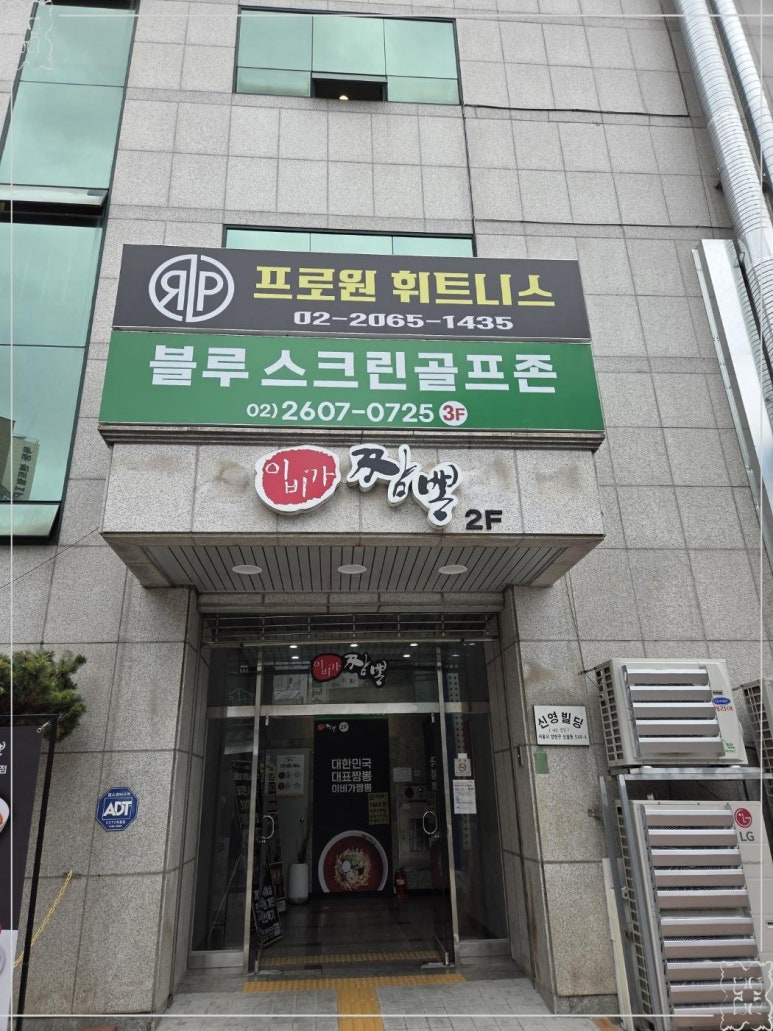 프로원 휘트니스
02-2065-1435
블루 스크린골프존
02) 2607-0725 3F
이비가 짬뽕 2F
이비가 짬뽕
2F
대한민국
대표짬뽕
이비가짬뽕
신영빌딩
ADT
LG
점